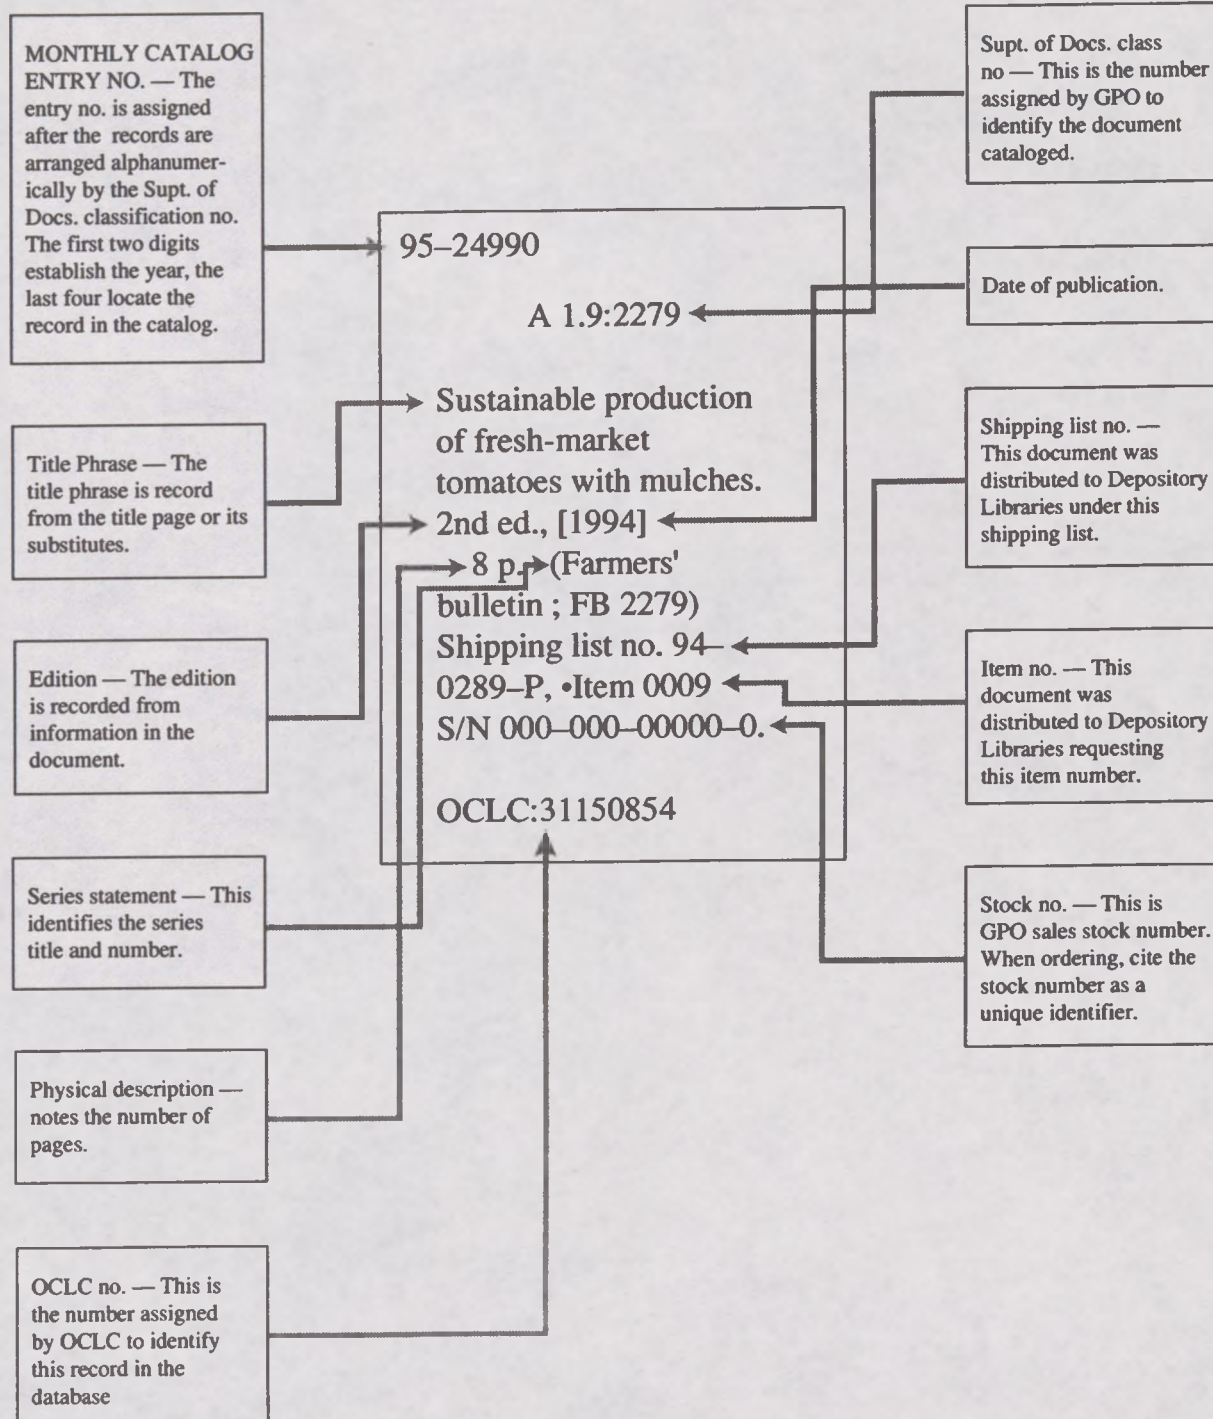 MONTHLY CATALOG
ENTRY NO. — The
entry no. is assigned
after the records are
arranged alphanumer-
ically by the Supt. of
Docs. classification no.
The first two digits
establish the year, the
last four locate the
record in the catalog.
Title Phrase — The
title phrase is record
from the title page or its
substitutes.
Edition — The edition
is recorded from
information in the
document.
Series statement — This
identifies the series
title and number.
Physical description —
notes the number of
pages.
OCLC no. — This is
the number assigned
by OCLC to identify
this record in the
database
95–24990
A 1.9:2279
Sustainable production
of fresh-market
tomatoes with mulches.
2nd ed., [1994]
8 p. (Farmers'
bulletin ; FB 2279)
Shipping list no. 94–
0289–P, •Item 0009
S/N 000–000–00000–0.
OCLC:31150854
Supt. of Docs. class
no — This is the number
assigned by GPO to
identify the document
cataloged.
Date of publication.
Shipping list no. —
This document was
distributed to Depository
Libraries under this
shipping list.
Item no. — This
document was
distributed to Depository
Libraries requesting
this item number.
Stock no. — This is
GPO sales stock number.
When ordering, cite the
stock number as a
unique identifier.